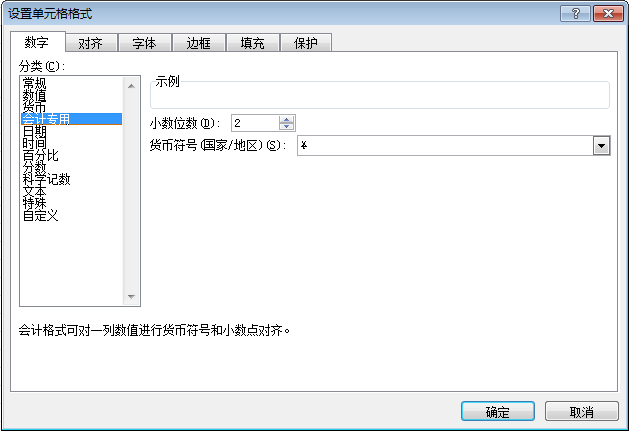 设置单元格格式
数字 对齐 字体 边框 填充 保护
分类(C):
常规
数值
货币
会计专用
日期
时间
百分比
分数
科学记数
文本
特殊
自定义
示例
小数位数(D): 2
货币符号(国家/地区)(S): ¥
会计格式可对一列数值进行货币符号和小数点对齐。
确定 取消